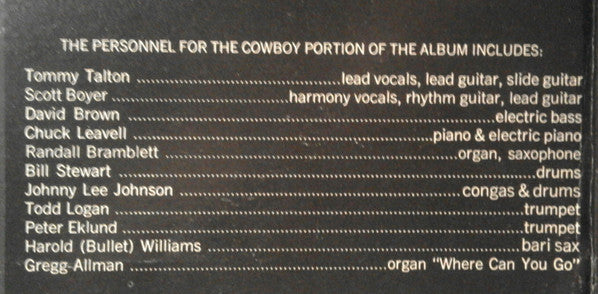 THE PERSONNEL FOR THE COWBOY PORTION OF THE ALBUM INCLUDES:
Tommy Talton ........................................lead vocals, lead guitar, slide guitar
Scott Boyer ...................................harmony vocals, rhythm guitar, lead guitar
David Brown ......................................................................electric bass
Chuck Leavell ..........................................................piano & electric piano
Randall Bramblett ..........................................................organ, saxophone
Bill Stewart ...................................................................................drums
Johnny Lee Johnson .........................................................congas & drums
Todd Logan ..................................................................................trumpet
Peter Eklund ................................................................................trumpet
Harold (Bullet) Williams ................................................................bari sax
Gregg Allman ................................................organ "Where Can You Go"